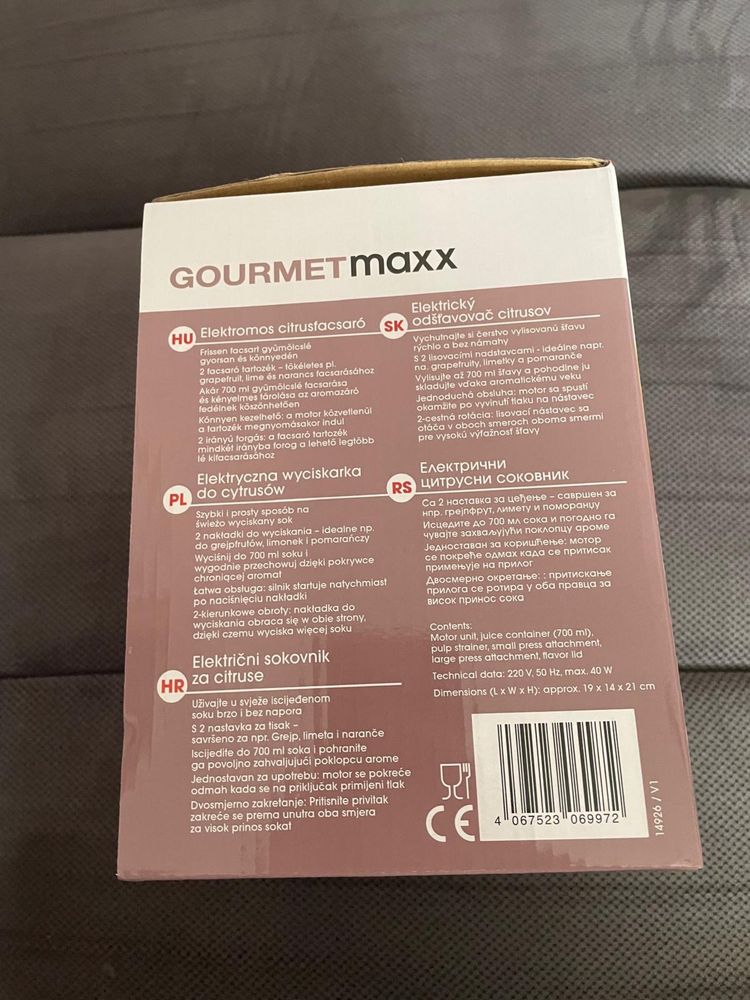 GOURMETmaxx
HU Elektromos citrusfacsaró
Frissen facsart gyümölcslé
gyorsan és könnyedén
2 facsaró tartozék – tökéletes pl.
grapefruit, lime és narancs facsarásához
Akár 700 ml gyümölcslé facsarása
és kényelmes tárolása az aromazáró
fedélnek köszönhetően
Könnyen kezelhető: a motor közvetlenül
a tartozék megnyomásakor indul
2 irányú forgás: a facsaró tartozék
mindkét irányba forog a lehető legtöbb
lé kifacsarásához
SK Elektrický
odšťavovač citrusov
Vychutnajte si čerstvo vylisovanú šťavu
rýchlo a bez námahy
S 2 lisovacími nadstavcami - ideálne napr.
na. grapefruity, limetky a pomaranče
Vylisujte až 700 ml šťavy a pohodlne ju
skladujte vďaka aromatickému veku
Jednoduchá obsluha: motor sa spustí
okamžite po vyvinutí tlaku na nástavec
2-cestná rotácia: lisovací nástavec sa
otáča v oboch smeroch oboma smermi
pre vysokú výťažnosť šťavy
PL Elektryczna wyciskarka
do cytrusów
Szybki i prosty sposób na
świeżo wyciskany sok
2 nakładki do wyciskania – idealne np.
do grejpfrutów, limonek i pomarańczy
Wyciśnij do 700 ml soku i
wygodnie przechowuj dzięki pokrywce
chroniącej aromat
Łatwa obsługa: silnik startuje natychmiast
po naciśnięciu nakładki
2-kierunkowe obroty: nakładka do
wyciskania obraca się w obie strony,
dzięki czemu wyciska więcej soku
RS Електрични
цитрусни соковник
Са 2 наставка за цеђење – савршен за
нпр. грејпфрут, лимету и поморанџу
Исцедите до 700 мл сока и погодно га
чувајте захваљујући поклопцу ароме
Једноставан за коришћење: мотор
се покреће одмах када се притисак
примењује на прилог
Двосмерно окретање: : притискање
прилога се ротира у оба правца за
висок принос сока
HR Električni sokovnik
za citruse
Uživajte u svježe iscijeđenom
soku brzo i bez napora
S 2 nastavka za tisak –
savršeno za npr. Grejp, limeta i naranče
Iscijedite do 700 ml soka i pohranite
ga povoljno zahvaljujući poklopcu arome
Jednostavan za upotrebu: motor se pokreće
odmah kada se na priključak primijeni tlak
Dvosmjerno zakretanje: Pritisnite privitak
zakreće se prema unutra oba smjera
za visok prinos sokat
Contents:
Motor unit, juice container (700 ml),
pulp strainer, small press attachment,
large press attachment, flavor lid
Technical data: 220 V, 50 Hz, max. 40 W
Dimensions (L x W x H): approx. 19 x 14 x 21 cm
CE
4 067523 069972
14926 / V1